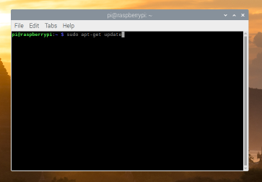 pi@raspberrypi: ~
File Edit Tabs Help
pi@raspberrypi:~ $ sudo apt-get update